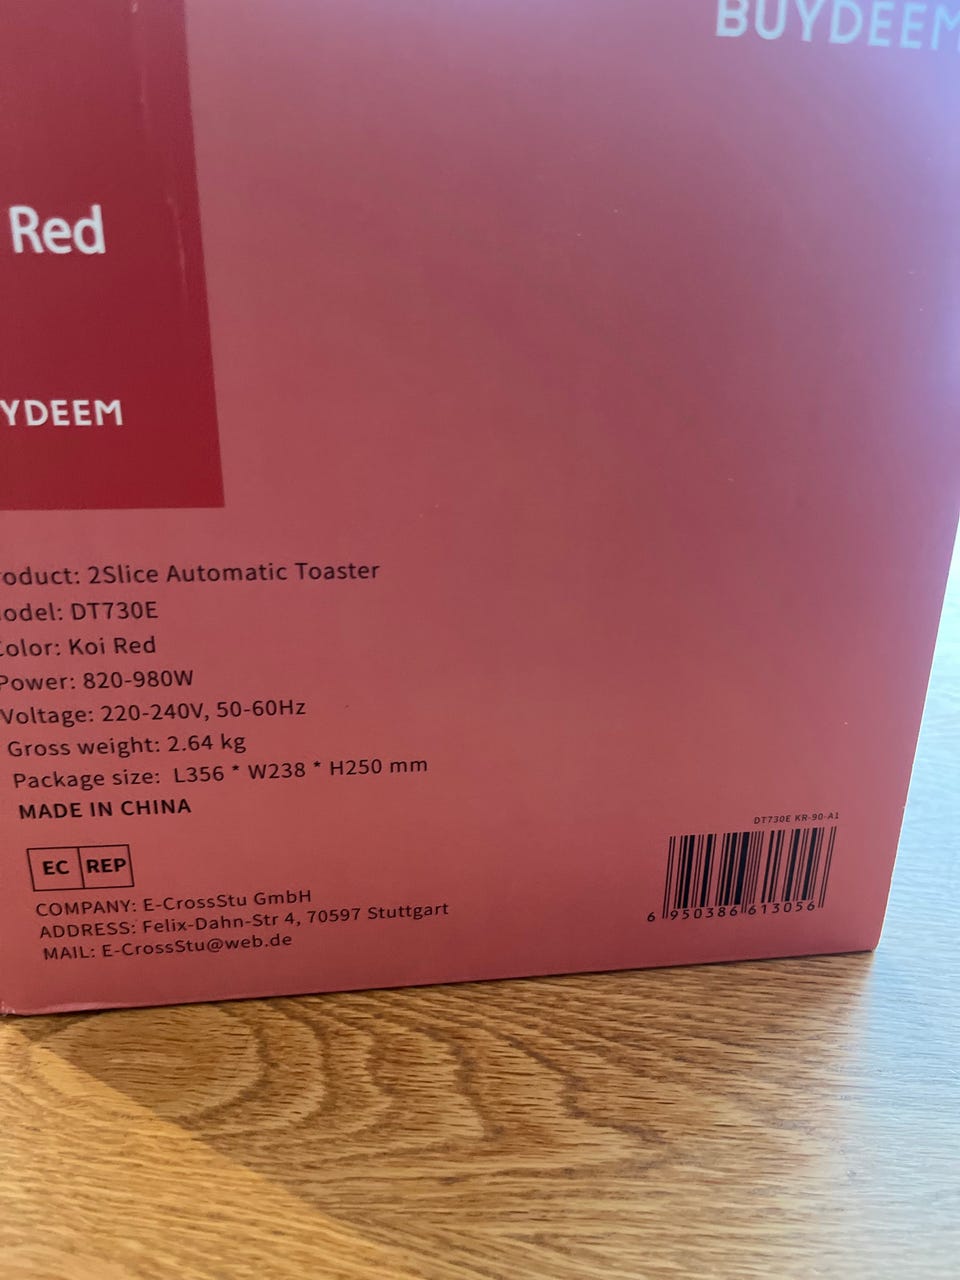 BUYDEEM
Red
YDEEM
oduct: 2Slice Automatic Toaster
odel: DT730E
Color: Koi Red
Power: 820-980W
Voltage: 220-240V, 50-60Hz
Gross weight: 2.64 kg
Package size: L356 * W238 * H250 mm
MADE IN CHINA
DT730E KR-90-A1
6 950386 613056
EC REP
COMPANY: E-CrossStu GmbH
ADDRESS: Felix-Dahn-Str 4, 70597 Stuttgart
MAIL: E-CrossStu@web.de